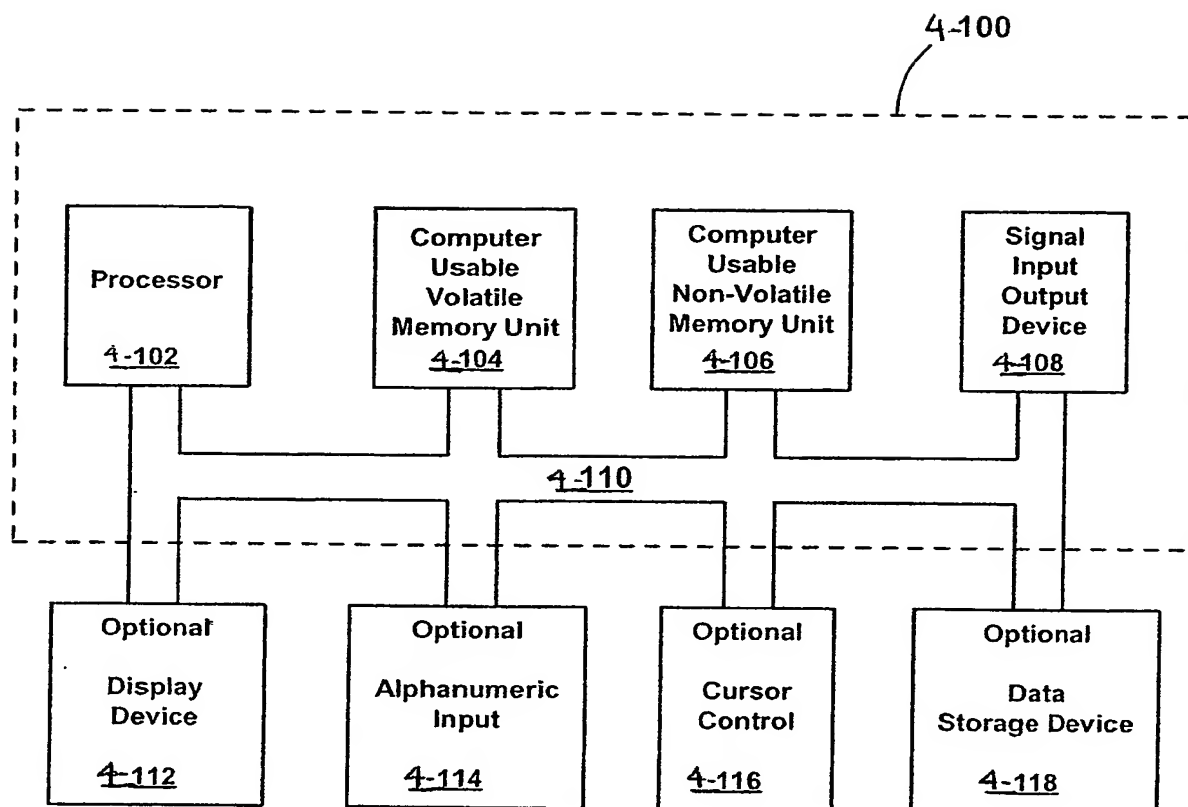 4-100
Processor
4-102
Computer
Usable
Volatile
Memory Unit
4-104
Computer
Usable
Non-Volatile
Memory Unit
4-106
Signal
Input
Output
Device
4-108
4-110
Optional
Display
Device
4-112
Optional
Alphanumeric
Input
4-114
Optional
Cursor
Control
4-116
Optional
Data
Storage Device
4-118